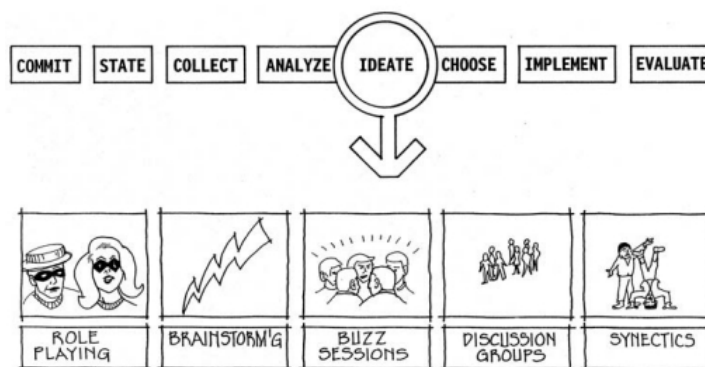 COMMIT STATE COLLECT ANALYZE IDEATE CHOOSE IMPLEMENT EVALUATE
ROLE PLAYING
BRAINSTORM'G
BUZZ SESSIONS
DISCUSSION GROUPS
SYNECTICS